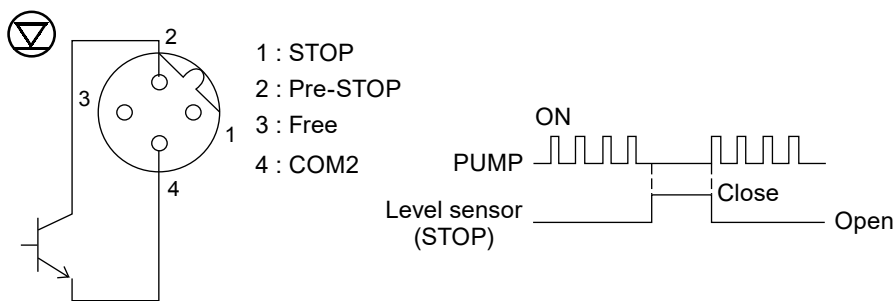 2
3
1
4
1 : STOP
2 : Pre-STOP
3 : Free
4 : COM2
ON
PUMP
Close
Level sensor
(STOP)
Open